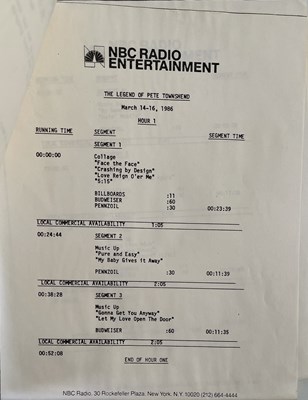 NBC RADIO
ENTERTAINMENT
THE LEGEND OF PETE TOWNSHEND
March 14-16, 1986
HOUR 1
RUNNING TIME SEGMENT SEGMENT TIME
SEGMENT 1
00:00:00 Collage
"Face the Face"
"Crashing by Design"
"Love Reign O'er Me"
"5:15"
BILLBOARDS :11
BUDWEISER :60
PENNZOIL :30 00:23:39
LOCAL COMMERCIAL AVAILABILITY 1:05
00:24:44 SEGMENT 2
Music Up
"Pure and Easy"
"My Baby Gives it Away"
PENNZOIL :30 00:11:39
LOCAL COMMERCIAL AVAILABILITY 2:05
00:38:28 SEGMENT 3
Music Up
"Gonna Get You Anyway"
"Let My Love Open The Door"
BUDWEISER :60 00:11:35
LOCAL COMMERCIAL AVAILABILITY 2:05
00:52:08
END OF HOUR ONE
NBC Radio, 30 Rockefeller Plaza, New York, N.Y. 10020 (212) 664-4444